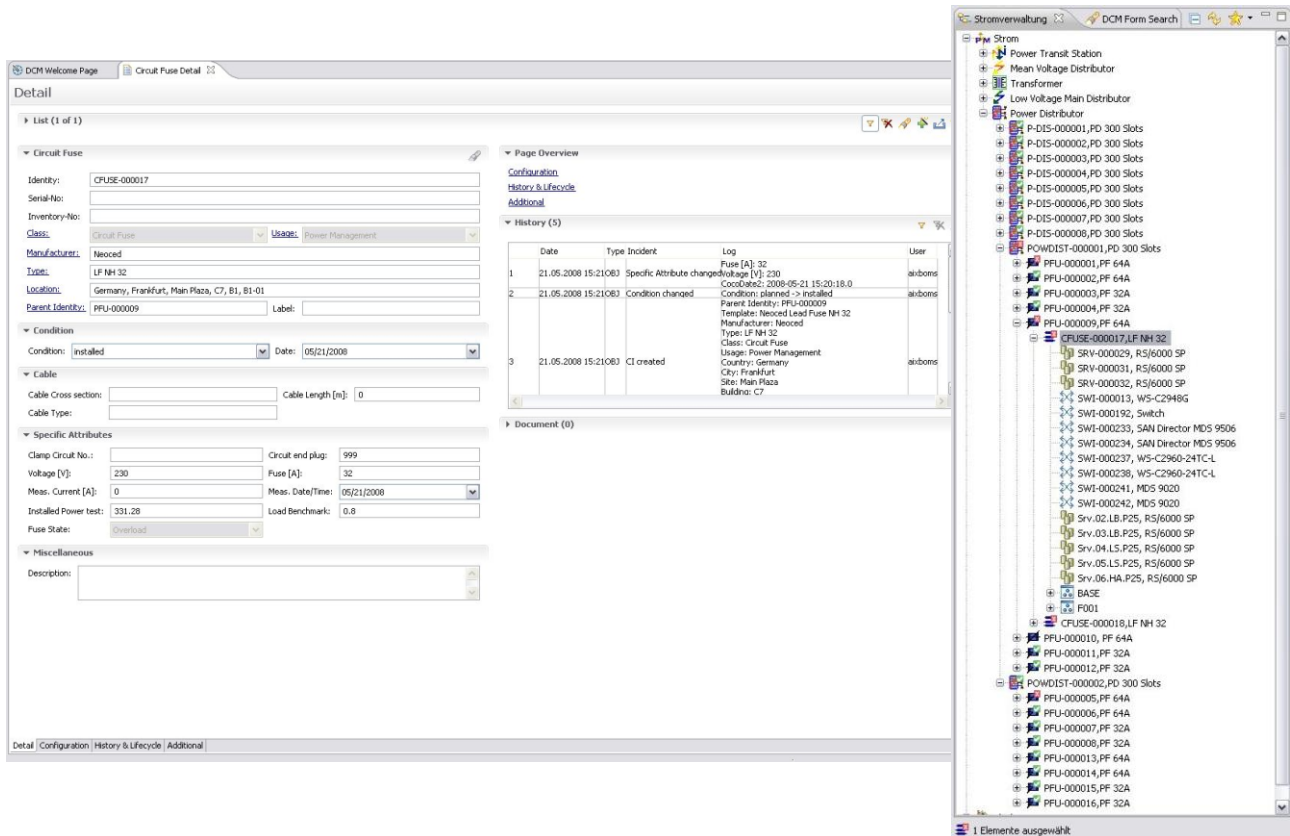 DCM Welcome Page
Circuit Fuse Detail
Detail
List (1 of 1)
Circuit Fuse
Identity: CFUSE-000017
Serial-No:
Inventory-No:
Class: Circuit Fuse Usage: Power Management
Manufacturer: Neoced
Type: LF NH 32
Location: Germany, Frankfurt, Main Plaza, C7, B1, B1-01
Parent Identity: PFU-000009 Label:
Condition
Condition: installed Date: 05/21/2008
Cable
Cable Cross section: Cable Length [m]: 0
Cable Type:
Specific Attributes
Clamp Circuit No.: Circuit end plug: 999
Voltage [V]: 230 Fuse [A]: 32
Meas. Current [A]: 0 Meas. Date/Time: 05/21/2008
Installed Power test: 331.28 Load Benchmark: 0.8
Fuse State: Overload
Miscellaneous
Description:
Page Overview
Configuration
History & Lifecycle
Additional
History (5)
Date Type Incident Log User
Fuse [A]: 32
1 21.05.2008 15:21 OBJ Specific Attribute changed Voltage [V]: 230 aixboms
CocoDate2: 2008-05-21 15:20:18.0
2 21.05.2008 15:21 OBJ Condition changed Condition: planned -> installed aixboms
Parent Identity: PFU-000009
Template: Neoced Lead Fuse NH 32
Manufacturer: Neoced
Type: LF NH 32
Class: Circuit Fuse
Usage: Power Management
3 21.05.2008 15:21 OBJ CI created Country: Germany aixboms
City: Frankfurt
Site: Main Plaza
Building: C7
Document (0)
Detail Configuration History & Lifecycle Additional
Stromverwaltung DCM Form Search
PM Strom
Power Transit Station
Mean Voltage Distributor
Transformer
Low Voltage Main Distributor
Power Distributor
P-DIS-000001,PD 300 Slots
P-DIS-000002,PD 300 Slots
P-DIS-000003,PD 300 Slots
P-DIS-000004,PD 300 Slots
P-DIS-000005,PD 300 Slots
P-DIS-000006,PD 300 Slots
P-DIS-000007,PD 300 Slots
P-DIS-000008,PD 300 Slots
POWDIST-000001,PD 300 Slots
PFU-000001,PF 64A
PFU-000002,PF 64A
PFU-000003,PF 32A
PFU-000004,PF 32A
PFU-000009,PF 64A
CFUSE-000017,LF NH 32
SRV-000029, RS/6000 SP
SRV-000031, RS/6000 SP
SRV-000032, RS/6000 SP
SWI-000013, WS-C2948G
SWI-000192, Switch
SWI-000233, SAN Director MDS 9506
SWI-000234, SAN Director MDS 9506
SWI-000237, WS-C2960-24TC-L
SWI-000238, WS-C2960-24TC-L
SWI-000241, MDS 9020
SWI-000242, MDS 9020
Srv.02.LB.P25, RS/6000 SP
Srv.03.LB.P25, RS/6000 SP
Srv.04.LS.P25, RS/6000 SP
Srv.05.LS.P25, RS/6000 SP
Srv.06.HA.P25, RS/6000 SP
BASE
F001
CFUSE-000018,LF NH 32
PFU-000010, PF 64A
PFU-000011,PF 32A
PFU-000012,PF 32A
POWDIST-000002,PD 300 Slots
PFU-000005,PF 64A
PFU-000006,PF 64A
PFU-000007,PF 32A
PFU-000008,PF 32A
PFU-000013,PF 64A
PFU-000014,PF 64A
PFU-000015,PF 32A
PFU-000016,PF 32A
1 Elemente ausgewählt